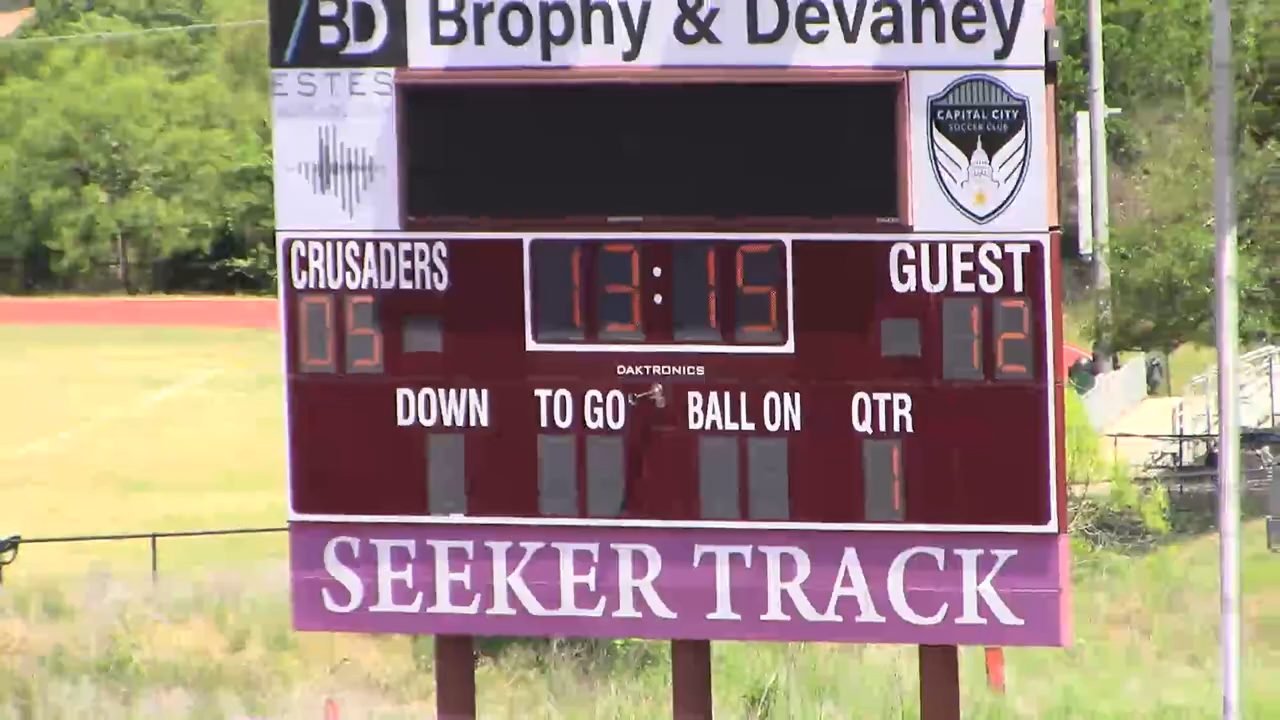 BD
Brophy & Devaney
ESTES
CAPITAL CITY
SOCCER CLUB
CRUSADERS
13:15
GUEST
05
12
DAKTRONICS
DOWN
TO GO
BALL ON
QTR
1
SEEKER TRACK